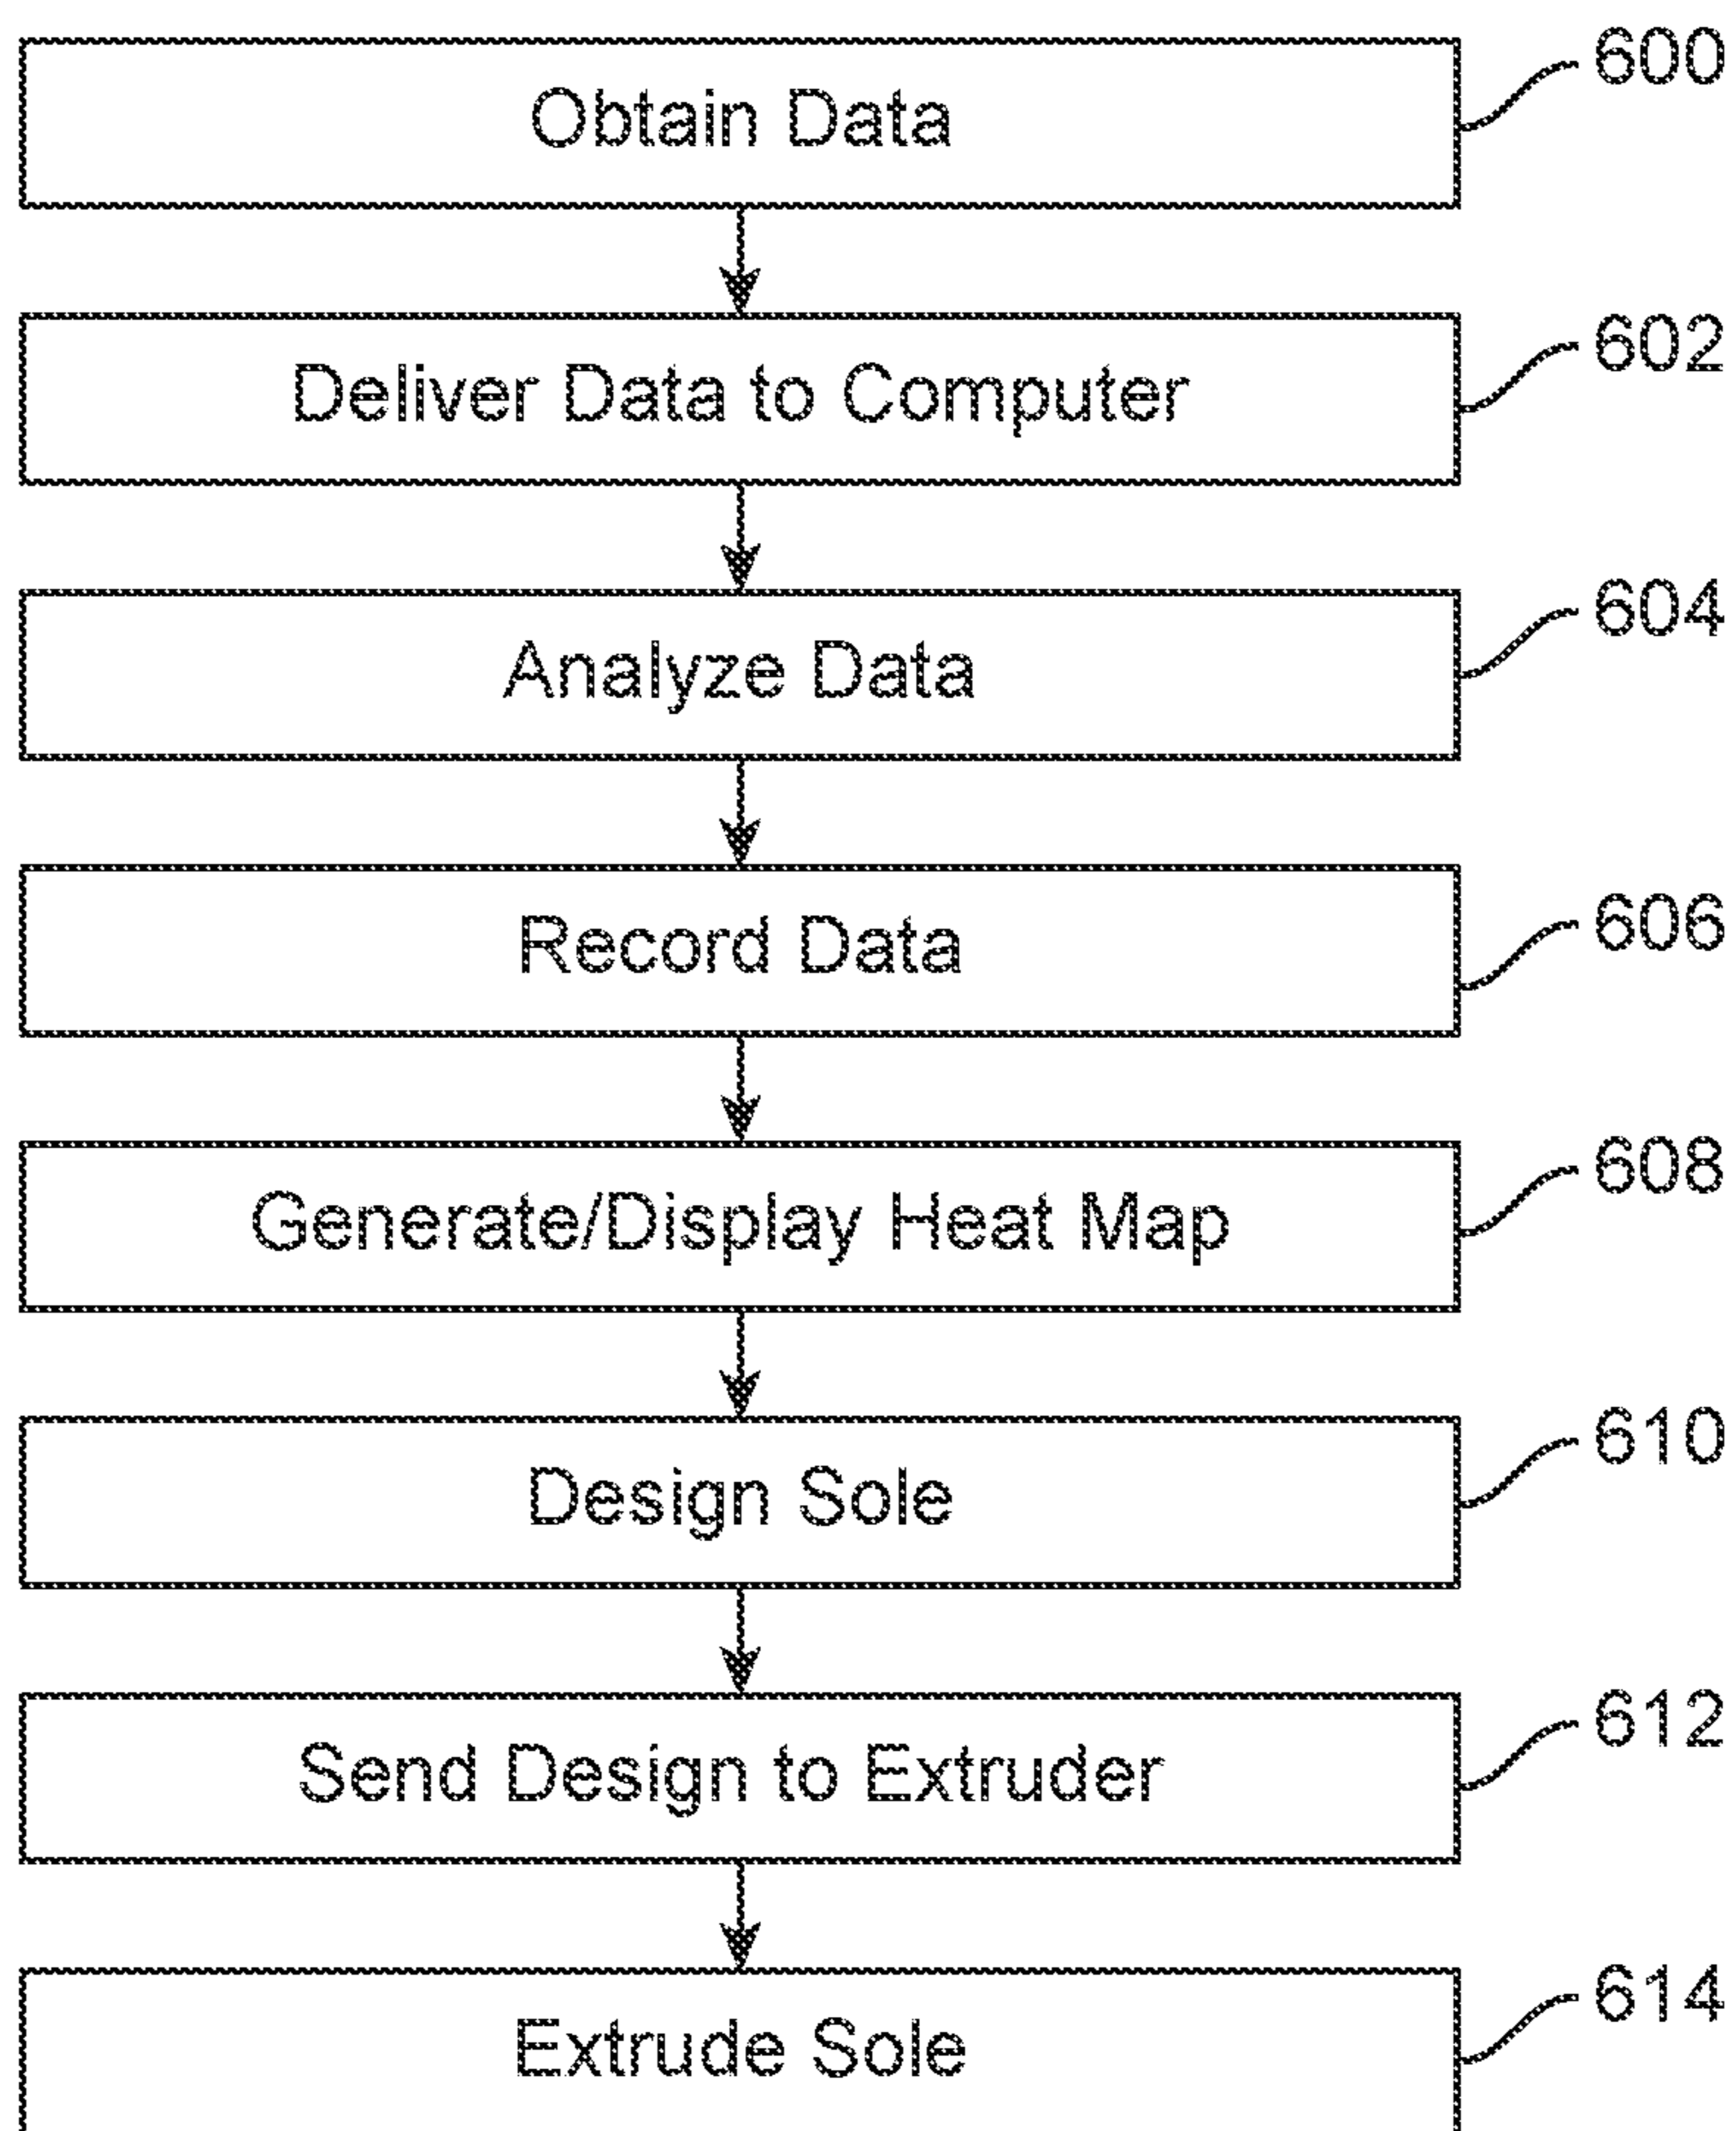 Obtain Data
600
Deliver Data to Computer
602
Analyze Data
604
Record Data
606
Generate/Display Heat Map
608
Design Sole
610
Send Design to Extruder
612
Extrude Sole
614